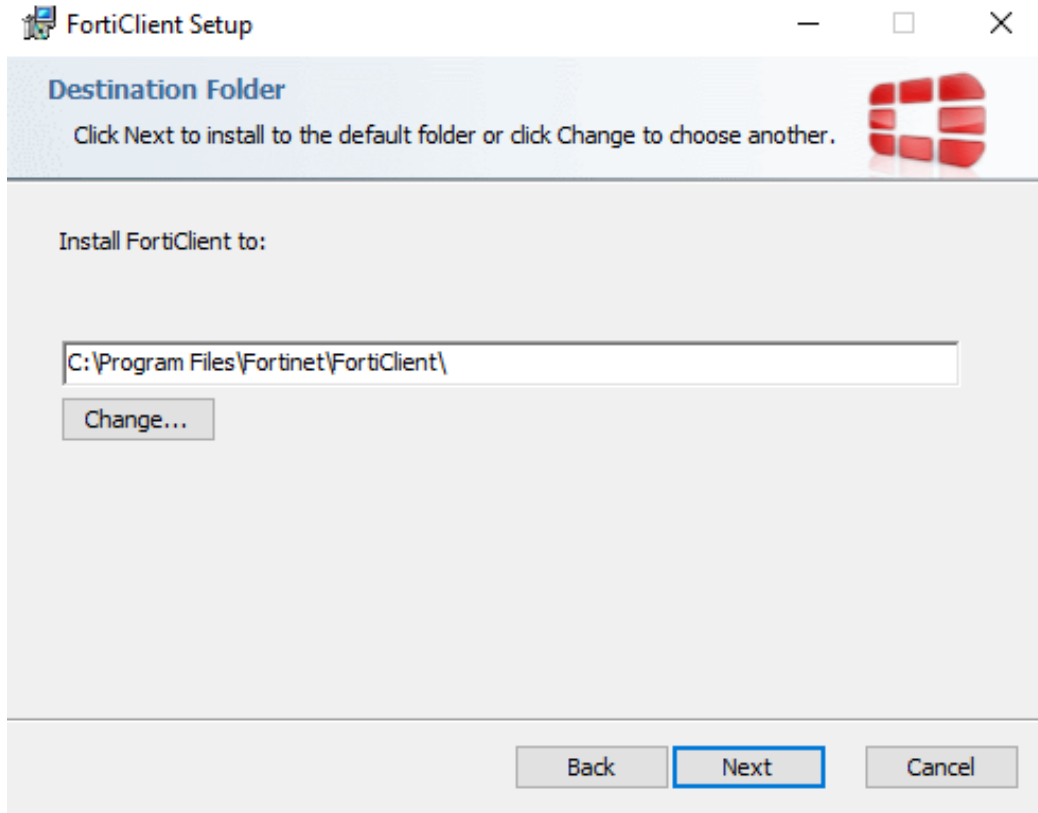 FortiClient Setup
Destination Folder
Click Next to install to the default folder or click Change to choose another.
Install FortiClient to:
C:\Program Files\Fortinet\FortiClient\
Change...
Back Next Cancel